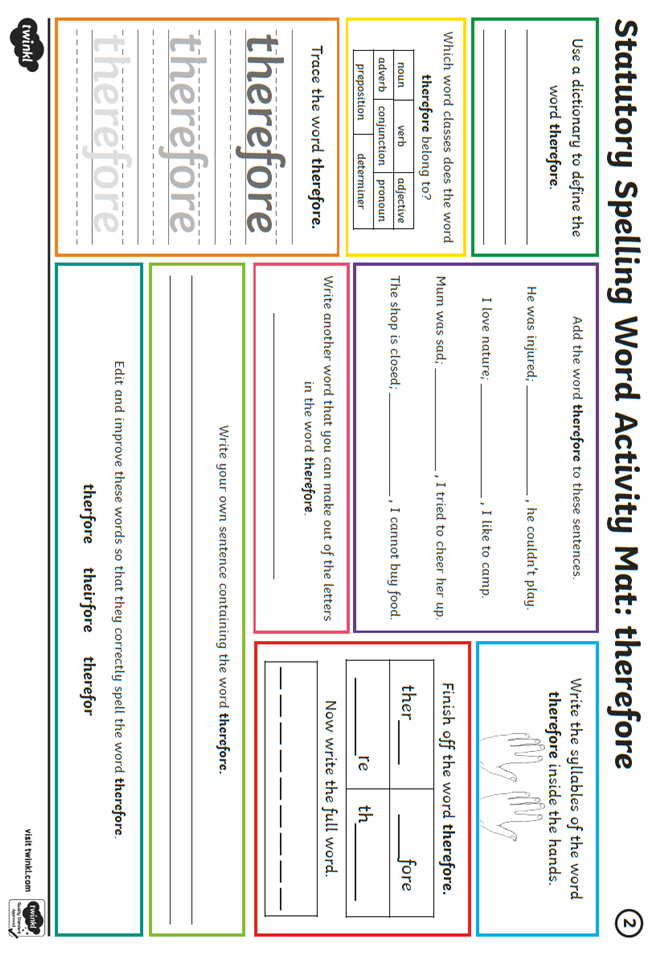 Statutory Spelling Word Activity Mat: therefore
2
Use a dictionary to define the
word therefore.
Add the word therefore to these sentences.
He was injured; ____________ , he couldn't play.
I love nature; ____________ , I like to camp.
Mum was sad; ____________ , I tried to cheer her up.
The shop is closed; ____________ , I cannot buy food.
Write the syllables of the word
therefore inside the hands.
Which word classes does the word
therefore belong to?
noun verb adjective
adverb conjunction pronoun
preposition determiner
Finish off the word therefore.
ther____ ____fore
________re th________
Now write the full word.
_ _ _ _ _ _ _ _ _
Trace the word therefore.
therefore
therefore
therefore
Write another word that you can make out of the letters
in the word therefore.
Write your own sentence containing the word therefore.
Edit and improve these words so that they correctly spell the word therefore.
therfore theirfore therefor
twinkl
visit twinkl.com
twinkl
Quality Standard
Approved